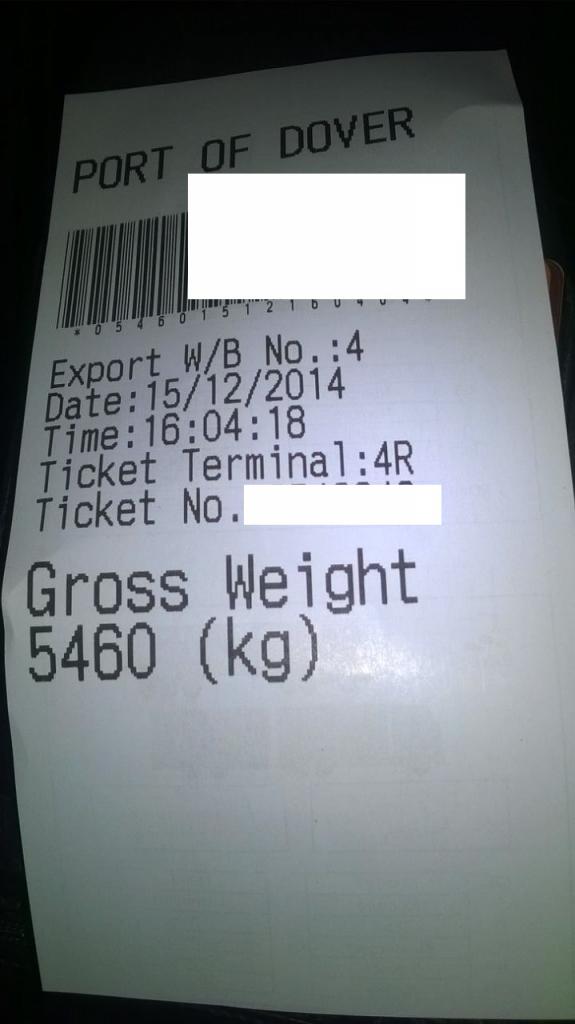 PORT OF DOVER
Export W/B No.:4
Date:15/12/2014
Time:16:04:18
Ticket Terminal:4R
Ticket No.
Gross Weight
5460 (kg)